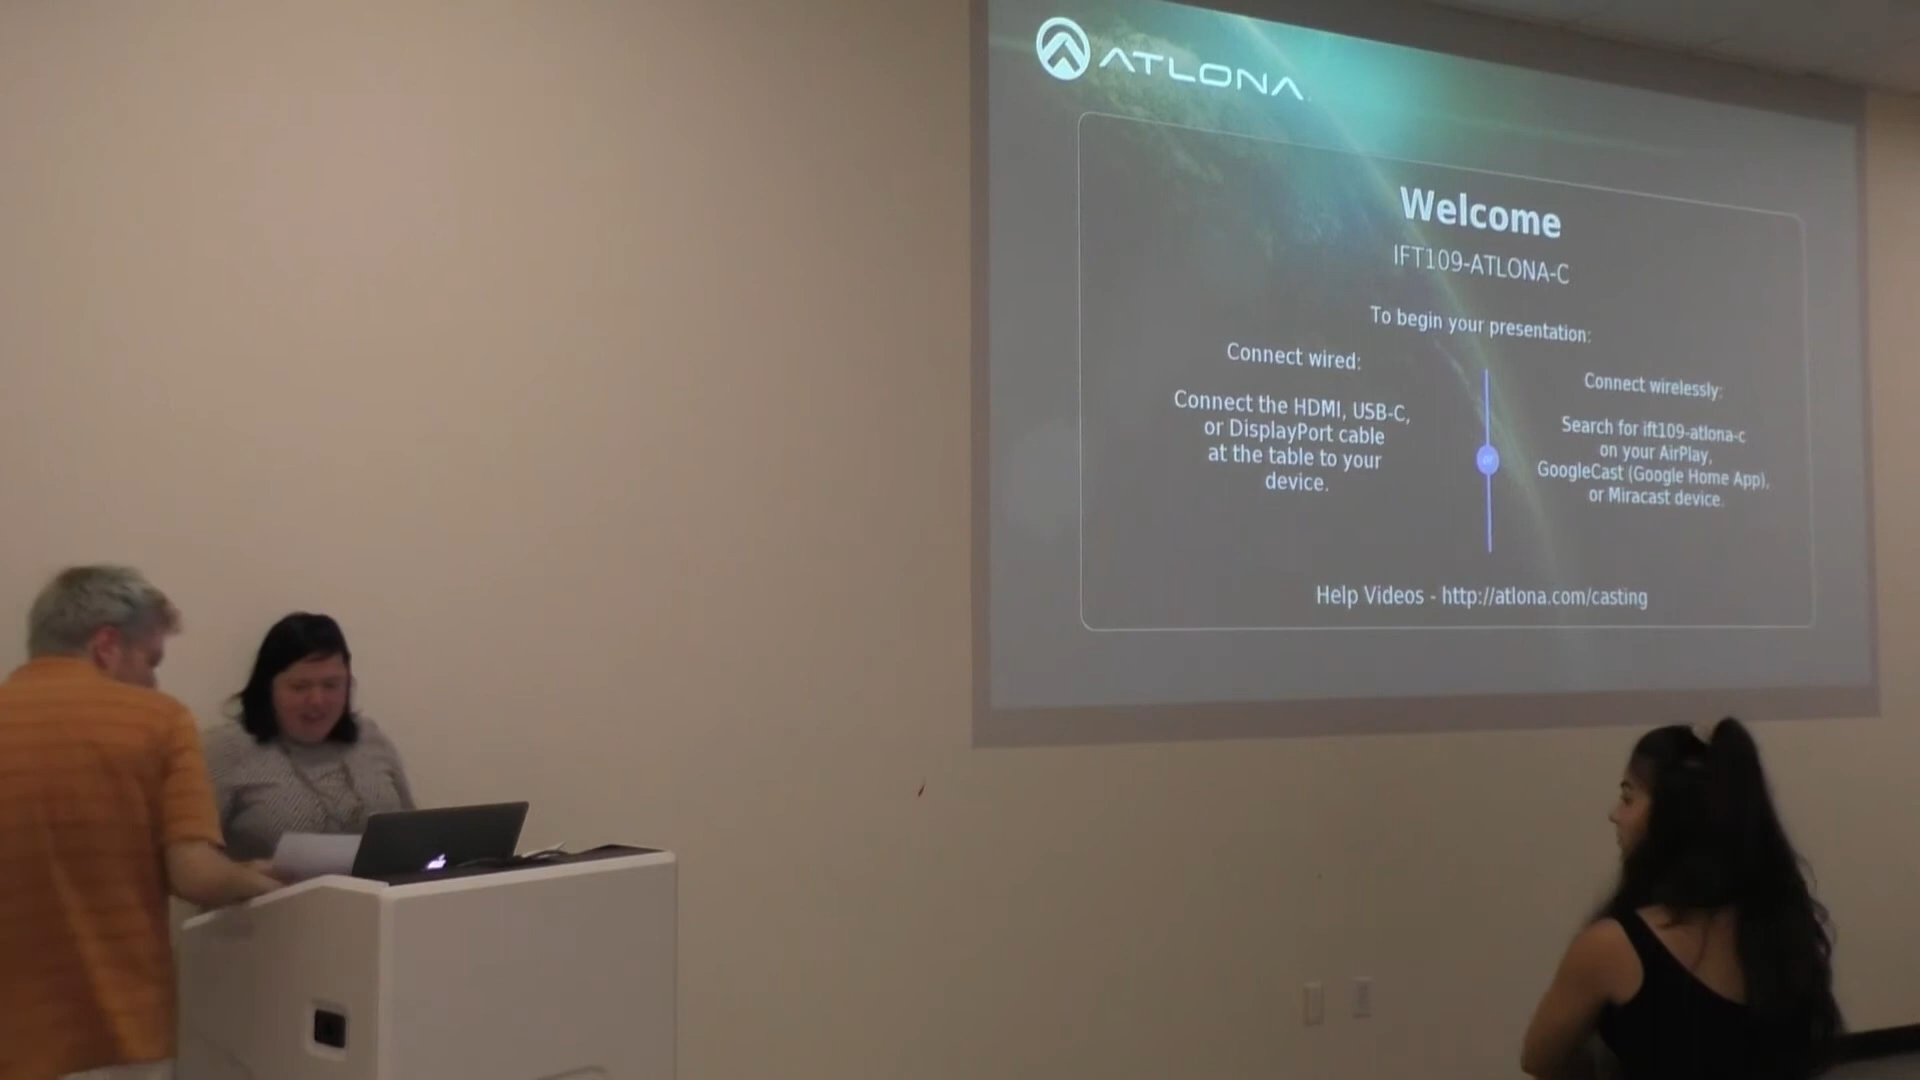 ATLONA
Welcome
IFT109-ATLONA-C
To begin your presentation:
Connect wired:
Connect the HDMI, USB-C,
or DisplayPort cable
at the table to your
device.
or
Connect wirelessly:
Search for ift109-atlona-c
on your AirPlay,
GoogleCast (Google Home App),
or Miracast device.
Help Videos - http://atlona.com/casting